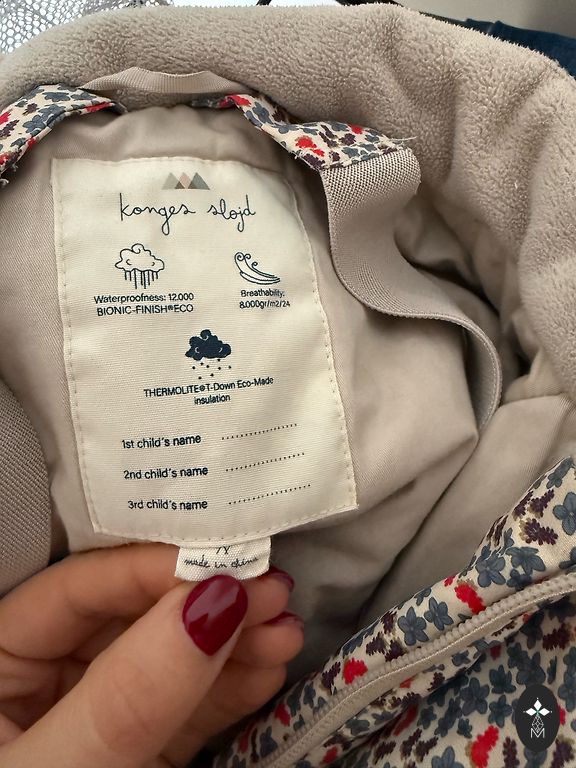 konges sløjd
Waterproofness: 12.000
BIONIC-FINISH®ECO
Breathability:
8.000gr/m2/24
THERMOLITE®T-Down Eco-Made
insulation
1st child's name ..................
2nd child's name ..................
3rd child's name ..................
made in china